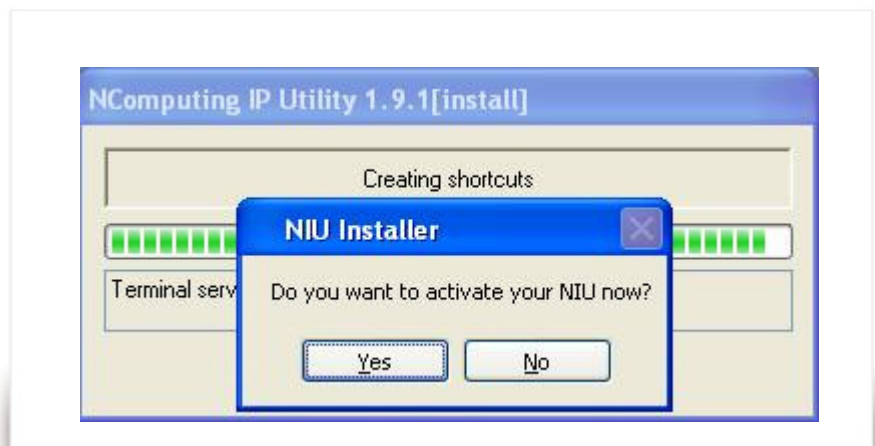 NComputing IP Utility 1.9.1[install]
Creating shortcuts
NIU Installer
Terminal serv
Do you want to activate your NIU now?
Yes
No